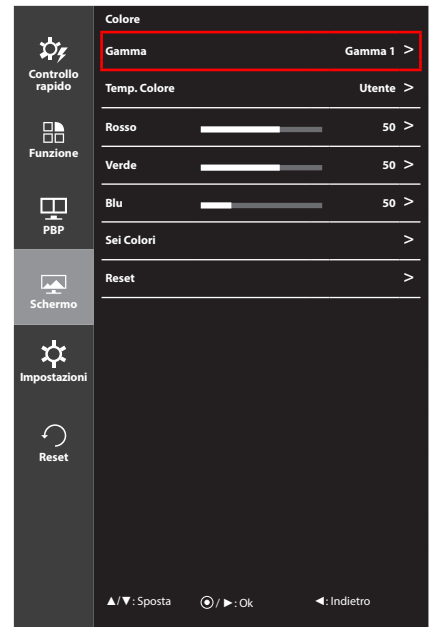 Colore
Gamma Gamma 1 >
Controllo rapido
Temp. Colore Utente >
Rosso 50 >
Funzione
Verde 50 >
Blu 50 >
PBP
Sei Colori >
Reset >
Schermo
Impostazioni
Reset
▲/▼: Sposta ⦿/ ►: Ok ◄: Indietro